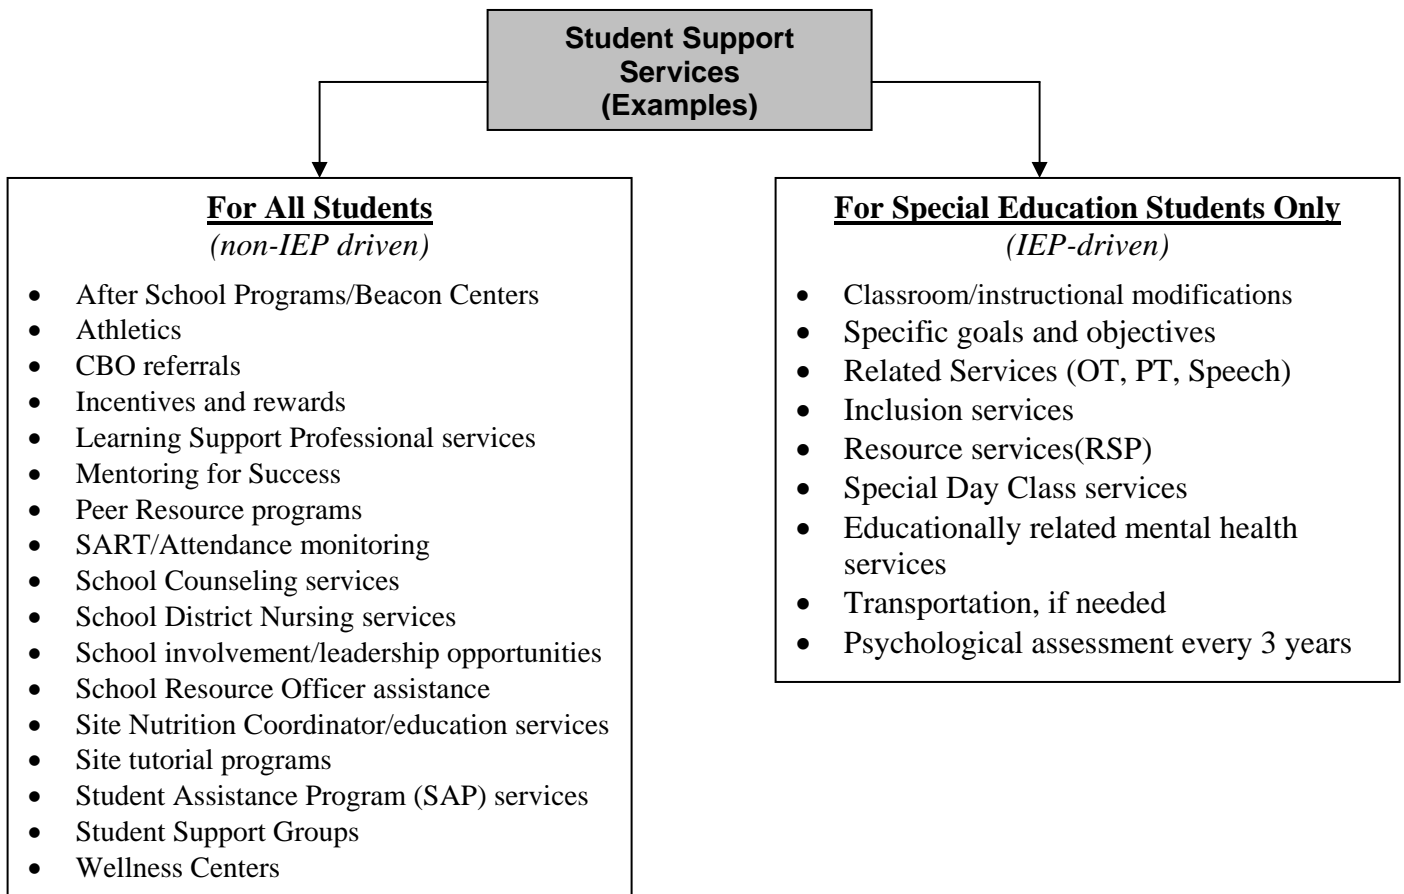 Student Support
Services
(Examples)
For All Students
(non-IEP driven)
• After School Programs/Beacon Centers
• Athletics
• CBO referrals
• Incentives and rewards
• Learning Support Professional services
• Mentoring for Success
• Peer Resource programs
• SART/Attendance monitoring
• School Counseling services
• School District Nursing services
• School involvement/leadership opportunities
• School Resource Officer assistance
• Site Nutrition Coordinator/education services
• Site tutorial programs
• Student Assistance Program (SAP) services
• Student Support Groups
• Wellness Centers
For Special Education Students Only
(IEP-driven)
• Classroom/instructional modifications
• Specific goals and objectives
• Related Services (OT, PT, Speech)
• Inclusion services
• Resource services(RSP)
• Special Day Class services
• Educationally related mental health
services
• Transportation, if needed
• Psychological assessment every 3 years